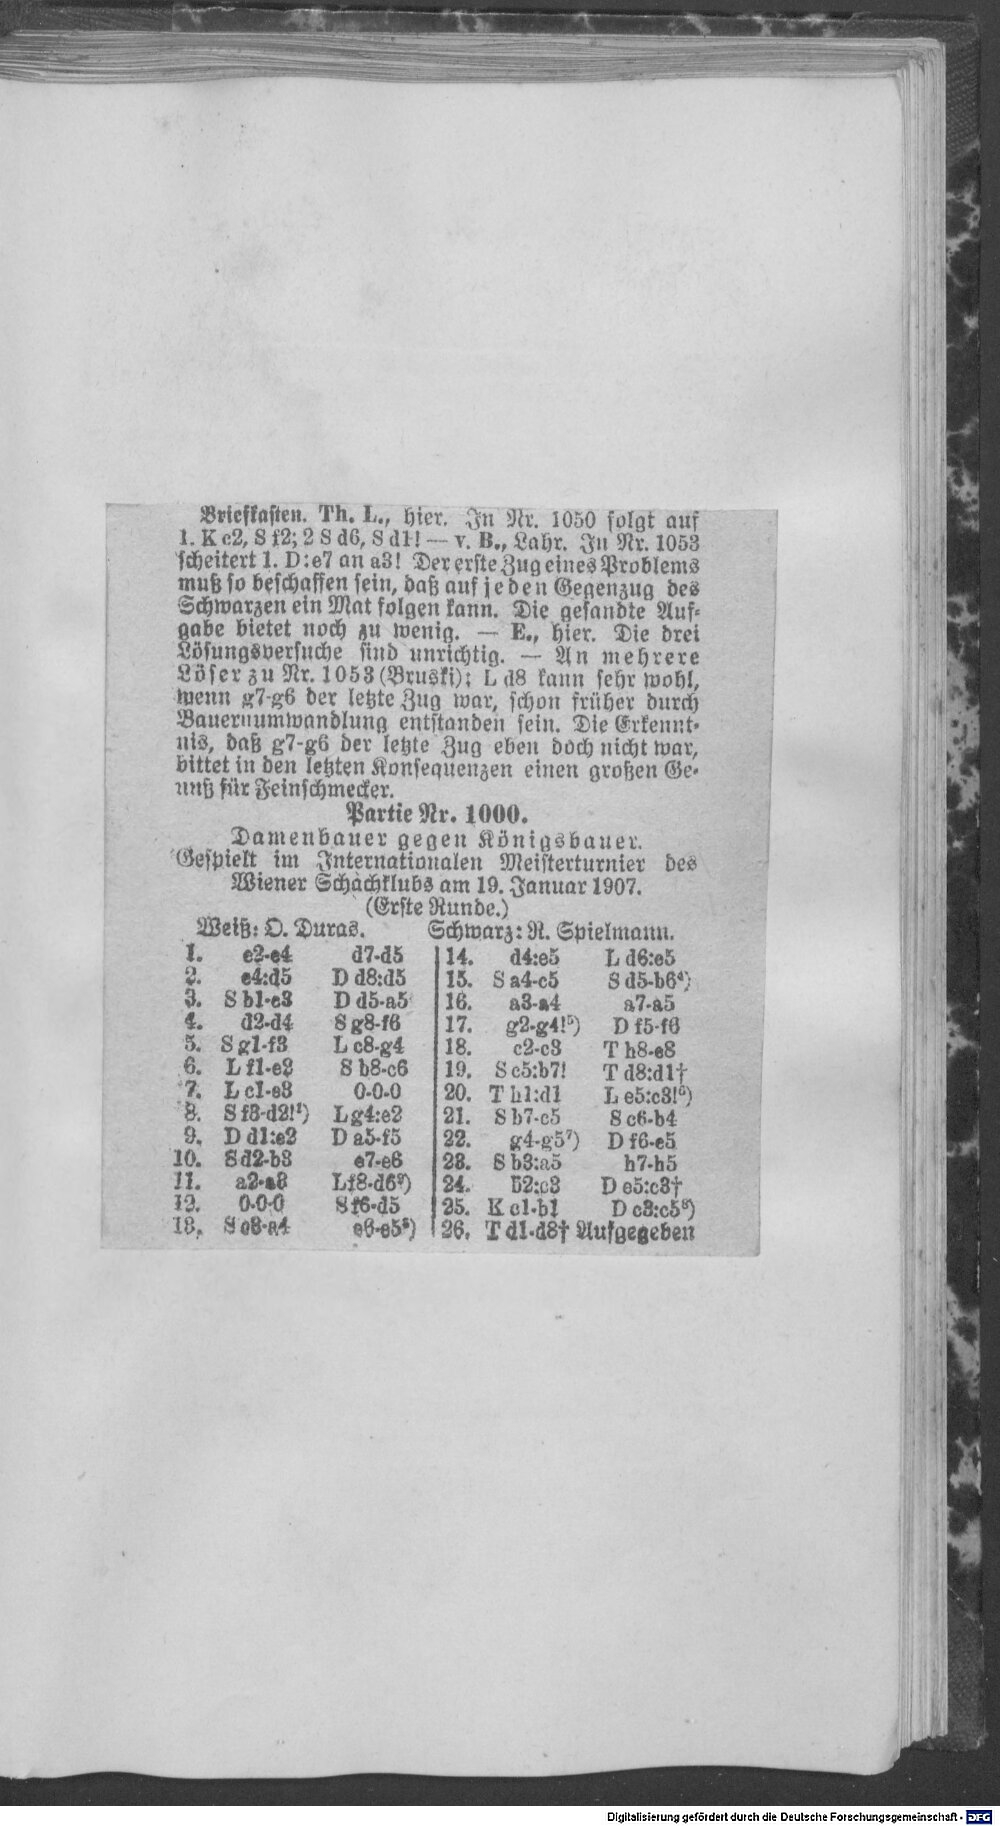 Briefkasten. Th. L., hier. In Nr. 1050 folgt auf
1. K c2, S f2; 2 S d6, S d1! — v. B., Lahr. In Nr. 1053
scheitert 1. D:e7 an a3! Der erste Zug eines Problems
muß so beschaffen sein, daß auf jeden Gegenzug des
Schwarzen ein Mat folgen kann. Die gesandte Auf-
gabe bietet noch zu wenig. — E., hier. Die drei
Lösungsversuche sind unrichtig. — An mehrere
Löser zu Nr. 1053 (Bruski): L d8 kann sehr wohl,
wenn g7-g6 der letzte Zug war, schon früher durch
Bauernumwandlung entstanden sein. Die Erkennt-
nis, daß g7-g6 der letzte Zug eben doch nicht war,
bittet in den letzten Konsequenzen einen großen Ge-
nuß für Feinschmecker.
Partie Nr. 1000.
Damenbauer gegen Königsbauer.
Gespielt im Internationalen Meisterturnier des
Wiener Schachklubs am 19. Januar 1907.
(Erste Runde.)
Weiß: O. Duras. Schwarz: R. Spielmann.
1. e2-e4 d7-d5
2. e4:d5 D d8:d5
3. S b1-c3 D d5-a5
4. d2-d4 S g8-f6
5. S g1-f3 L c8-g4
6. L f1-e2 S b8-c6
7. L c1-e3 0-0-0
8. S f3-d2!¹) L g4:e2
9. D d1:e2 D a5-f5
10. S d2-b3 e7-e6
11. a2-a3 L f8-d6²)
12. 0-0-0 S f6-d5
13. S c3-a4 e6-e5³)
14. d4:e5 L d6:e5
15. S a4-c5 S d5-b6⁴)
16. a3-a4 a7-a5
17. g2-g4!⁵) D f5-f6
18. c2-c3 T h8-e8
19. S c5:b7! T d8:d1†
20. T h1:d1 L e5:c3!⁶)
21. S b7-c5 S c6-b4
22. g4-g5⁷) D f6-e5
23. S b3:a5 h7-h5
24. b2:c3 D e5:c3†
25. K c1-b1 D c3:c5⁸)
26. T d1-d8† Aufgegeben
Digitalisierung gefördert durch die Deutsche Forschungsgemeinschaft - DFG